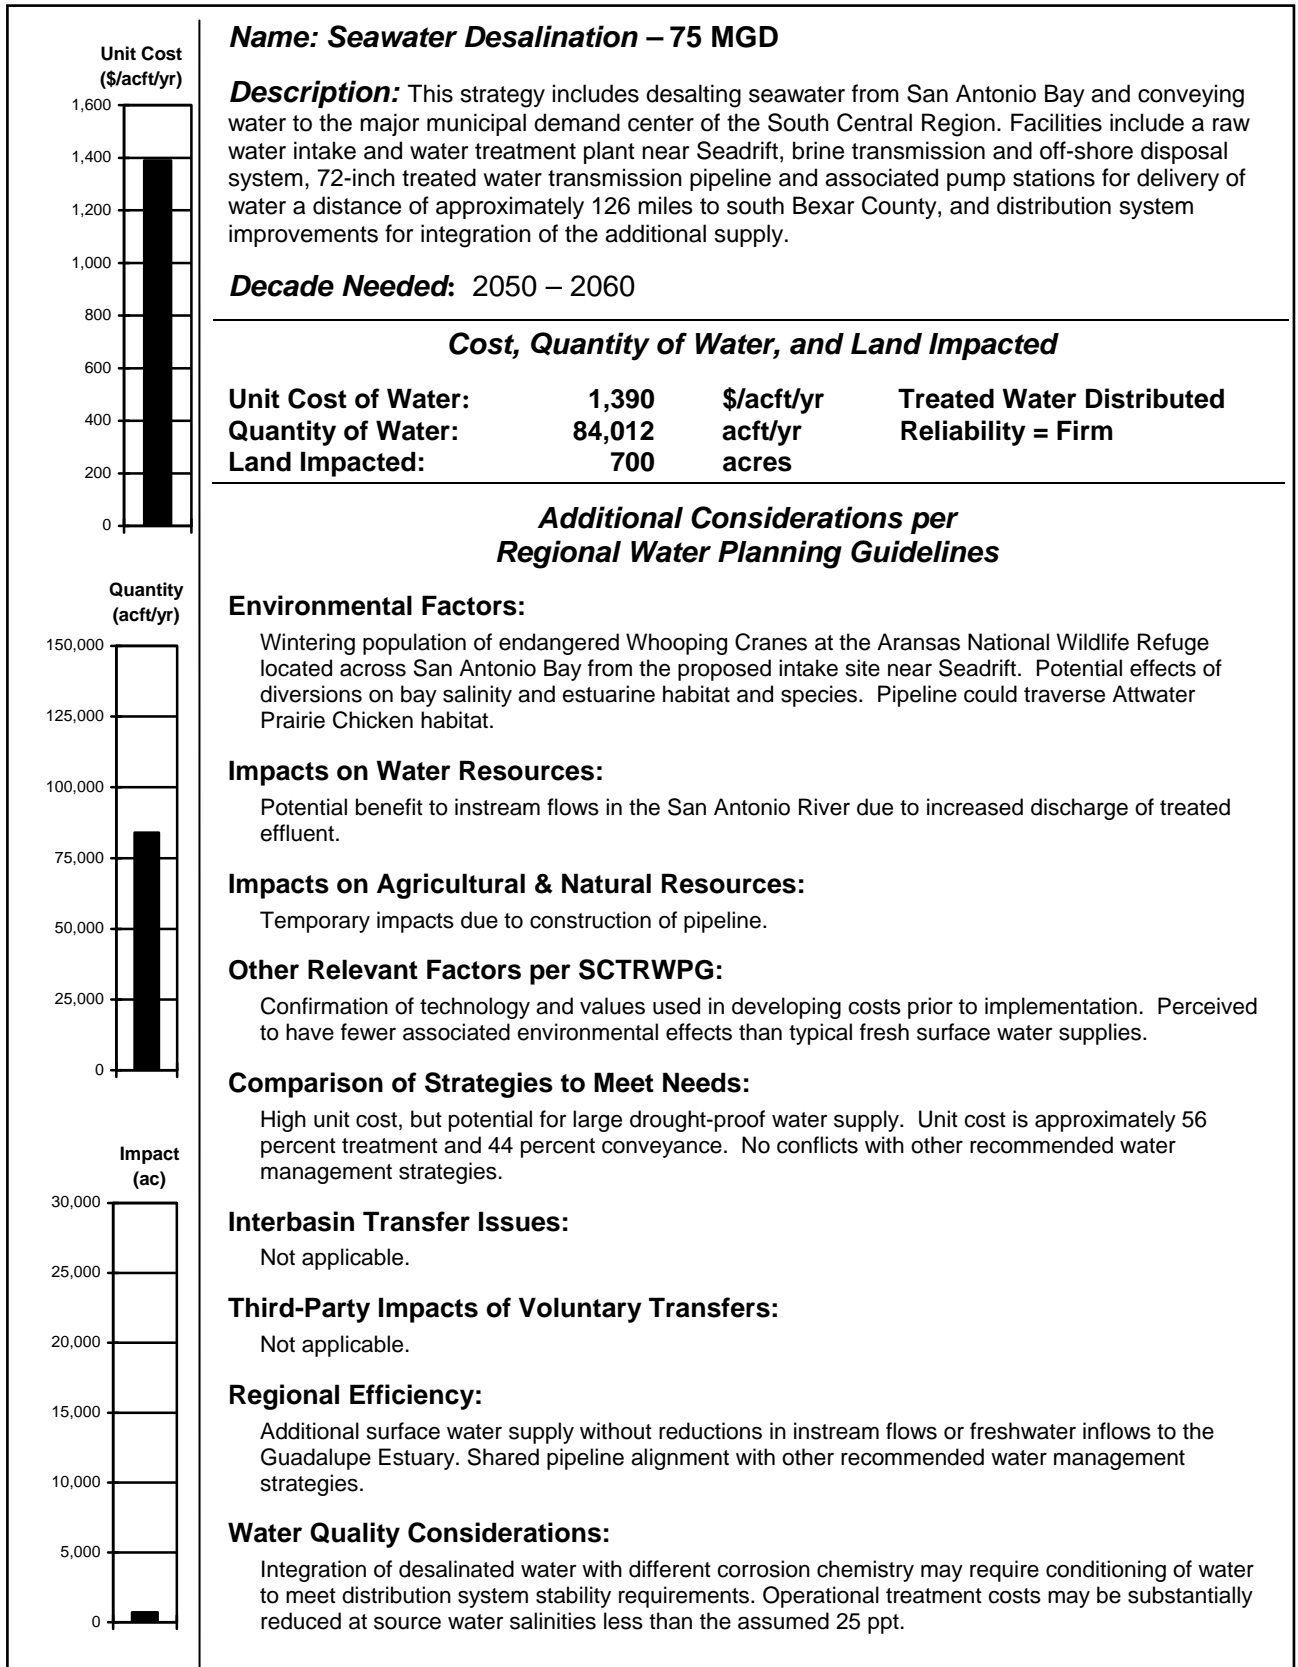 Unit Cost
($/acft/yr)
1,600
1,400
1,200
1,000
800
600
400
200
0
Quantity
(acft/yr)
150,000
125,000
100,000
75,000
50,000
25,000
0
Impact
(ac)
30,000
25,000
20,000
15,000
10,000
5,000
0
Name: Seawater Desalination – 75 MGD
Description: This strategy includes desalting seawater from San Antonio Bay and conveying
water to the major municipal demand center of the South Central Region. Facilities include a raw
water intake and water treatment plant near Seadrift, brine transmission and off-shore disposal
system, 72-inch treated water transmission pipeline and associated pump stations for delivery of
water a distance of approximately 126 miles to south Bexar County, and distribution system
improvements for integration of the additional supply.
Decade Needed: 2050 – 2060
Cost, Quantity of Water, and Land Impacted
Unit Cost of Water: 1,390 $/acft/yr Treated Water Distributed
Quantity of Water: 84,012 acft/yr Reliability = Firm
Land Impacted: 700 acres
Additional Considerations per
Regional Water Planning Guidelines
Environmental Factors:
Wintering population of endangered Whooping Cranes at the Aransas National Wildlife Refuge
located across San Antonio Bay from the proposed intake site near Seadrift. Potential effects of
diversions on bay salinity and estuarine habitat and species. Pipeline could traverse Attwater
Prairie Chicken habitat.
Impacts on Water Resources:
Potential benefit to instream flows in the San Antonio River due to increased discharge of treated
effluent.
Impacts on Agricultural & Natural Resources:
Temporary impacts due to construction of pipeline.
Other Relevant Factors per SCTRWPG:
Confirmation of technology and values used in developing costs prior to implementation. Perceived
to have fewer associated environmental effects than typical fresh surface water supplies.
Comparison of Strategies to Meet Needs:
High unit cost, but potential for large drought-proof water supply. Unit cost is approximately 56
percent treatment and 44 percent conveyance. No conflicts with other recommended water
management strategies.
Interbasin Transfer Issues:
Not applicable.
Third-Party Impacts of Voluntary Transfers:
Not applicable.
Regional Efficiency:
Additional surface water supply without reductions in instream flows or freshwater inflows to the
Guadalupe Estuary. Shared pipeline alignment with other recommended water management
strategies.
Water Quality Considerations:
Integration of desalinated water with different corrosion chemistry may require conditioning of water
to meet distribution system stability requirements. Operational treatment costs may be substantially
reduced at source water salinities less than the assumed 25 ppt.